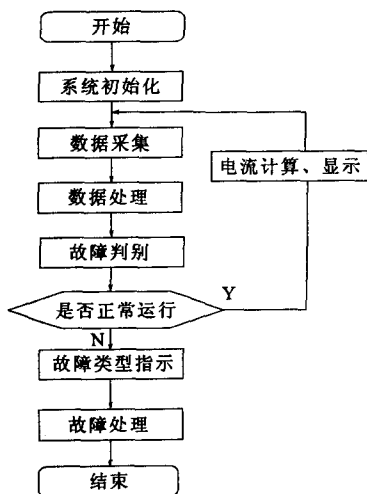 开始
系统初始化
数据采集
电流计算、显示
数据处理
故障判别
是否正常运行
Y
N
故障类型指示
故障处理
结束